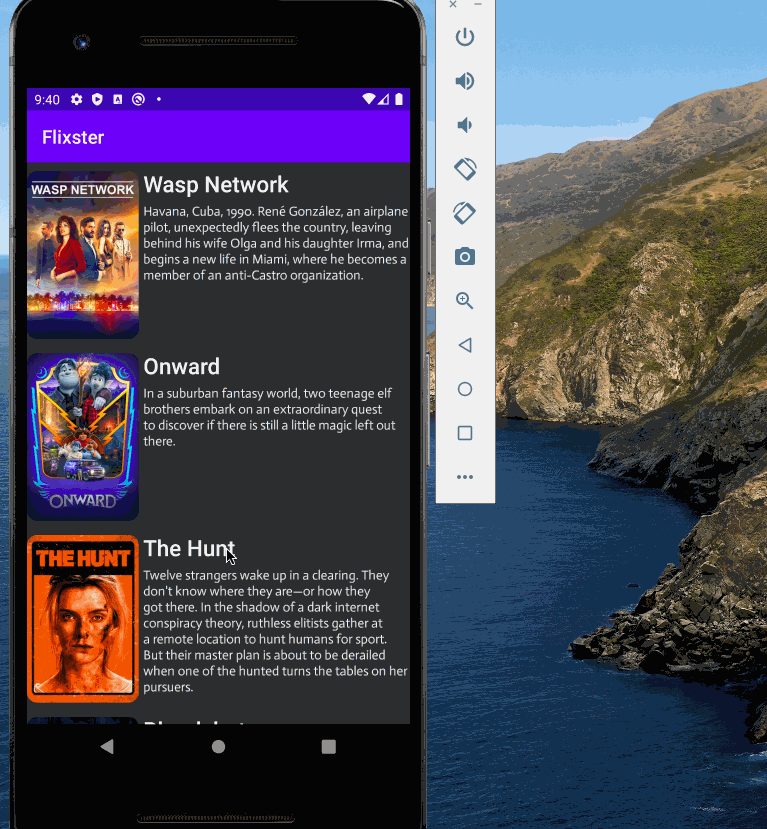 9:40
Flixster
WASP NETWORK
Wasp Network
Havana, Cuba, 1990. René González, an airplane
pilot, unexpectedly flees the country, leaving
behind his wife Olga and his daughter Irma, and
begins a new life in Miami, where he becomes a
member of an anti-Castro organization.
ONWARD
Onward
In a suburban fantasy world, two teenage elf
brothers embark on an extraordinary quest
to discover if there is still a little magic left out
there.
THE HUNT
The Hunt
Twelve strangers wake up in a clearing. They
don't know where they are—or how they
got there. In the shadow of a dark internet
conspiracy theory, ruthless elitists gather at
a remote location to hunt humans for sport.
But their master plan is about to be derailed
when one of the hunted turns the tables on her
pursuers.